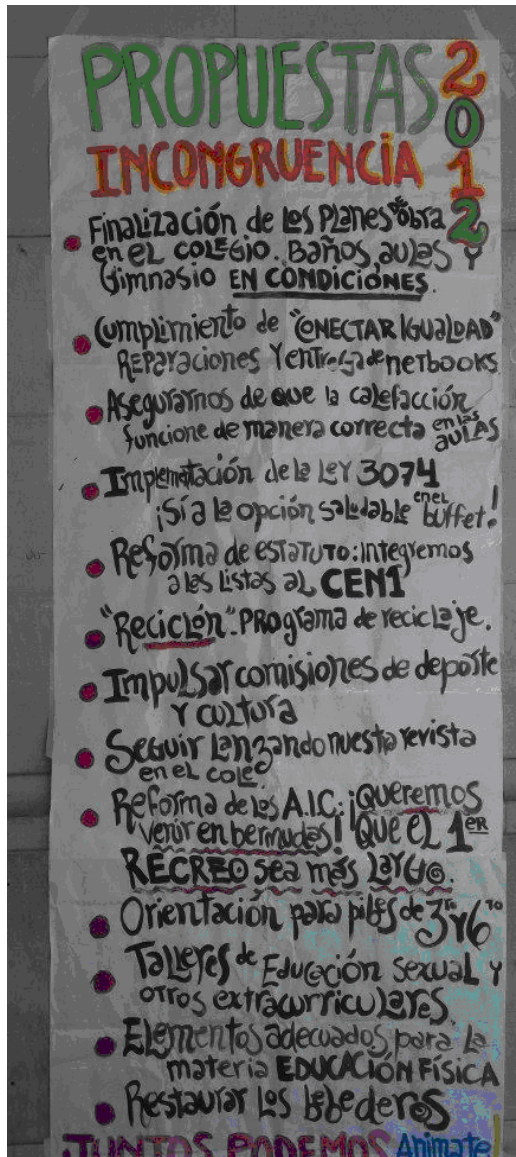 PROPUESTAS 2012
INCONGRUENCIA
• Finalización de los Planes de obra
en el colegio. Baños, aulas y
Gimnasio EN CONDICIONES.
• Cumplimiento de "CONECTAR IGUALDAD"
REPARACIONES Y entrega de netbooks
• Asegurarnos de que la calefacción
funcione de manera correcta en las
aulas
• Implementación de la LEY 3074
¡Sí a la opción saludable en el buffet!
• Reforma de ESTATUTO: integremos
a las listas al CEN1
• "Reciclón". PROGrama de reciclaje.
• Impulsar comisiones de deporte
Y cultura
• Seguir lanzando nuestra revista
en el cole
• Reforma de los A.I.C: ¡Queremos
venir en bermudas! Que el 1ER
RECREO sea más largo.
• Orientación para pibes de 3ro Y 6TO
• Talleres de Educación sexual y
otros extracurriculares.
• Elementos adecuados para la
materia EDUCACIÓN FÍSICA
• Restaurar los bebederos
JUNTOS PODEMOS Animate